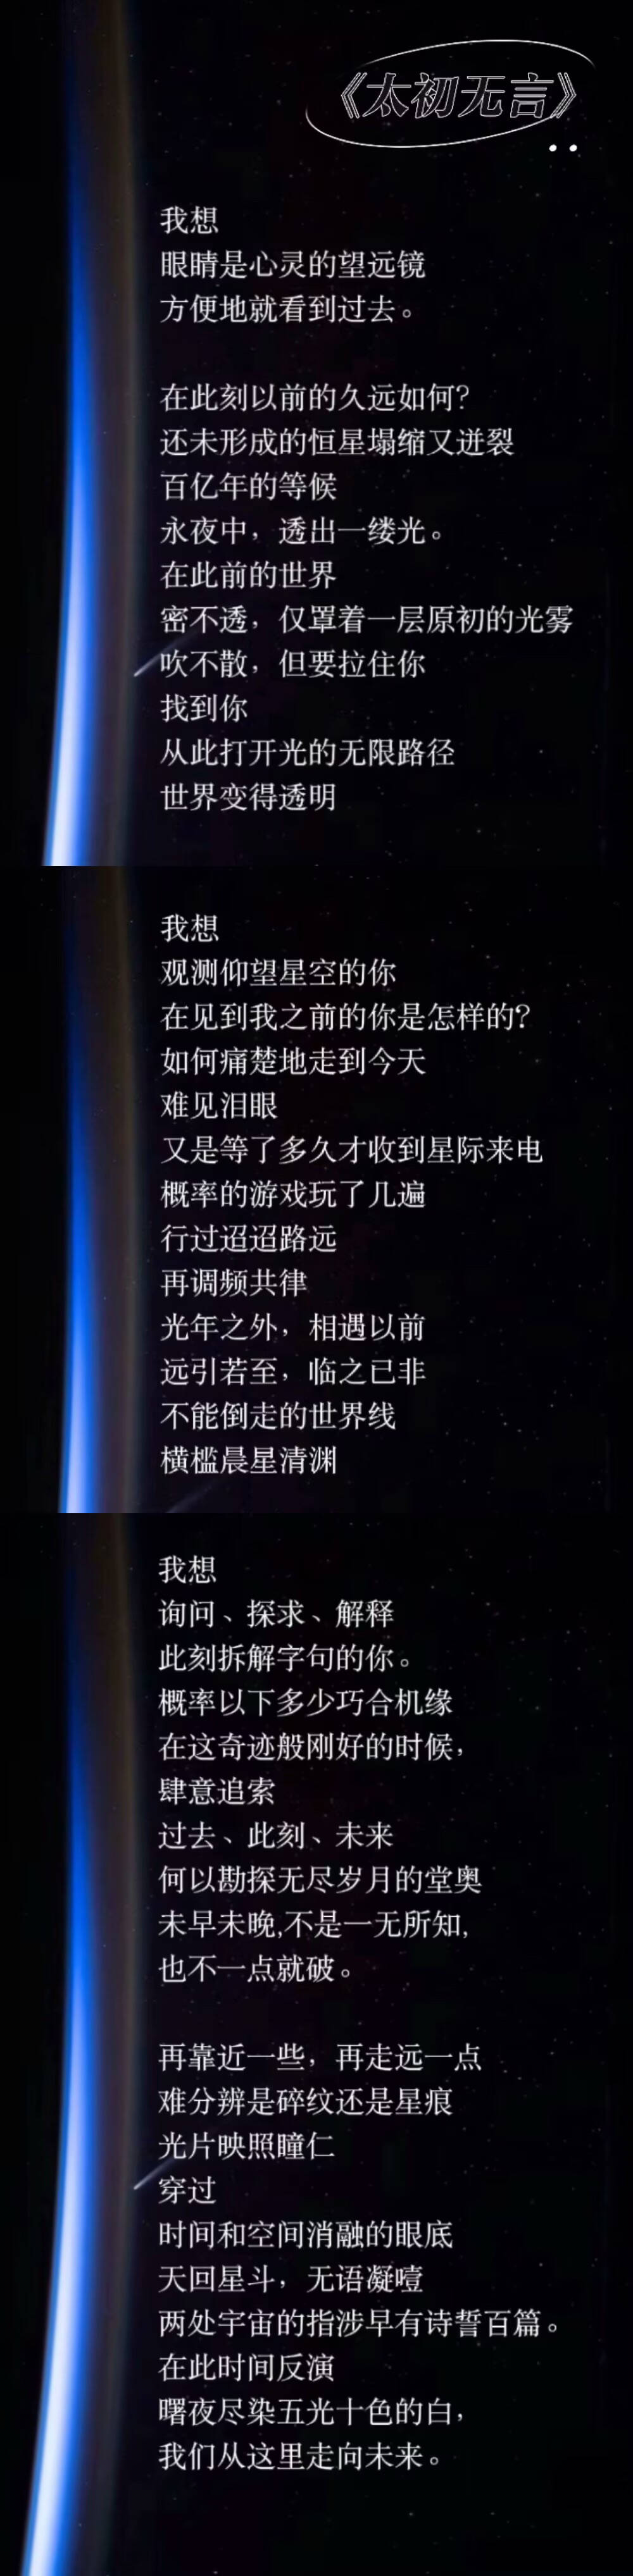 《太初无言》
我想
眼睛是心灵的望远镜
方便地就看到过去。
在此刻以前的久远如何?
还未形成的恒星塌缩又迸裂
百亿年的等候
永夜中，透出一缕光。
在此前的世界
密不透，仅罩着一层原初的光雾
吹不散，但要拉住你
找到你
从此打开光的无限路径
世界变得透明
我想
观测仰望星空的你
在见到我之前的你是怎样的?
如何痛楚地走到今天
难见泪眼
又是等了多久才收到星际来电
概率的游戏玩了几遍
行过迢迢路远
再调频共律
光年之外，相遇以前
远引若至，临之已非
不能倒走的世界线
横槛晨星清渊
我想
询问、探求、解释
此刻拆解字句的你。
概率以下多少巧合机缘
在这奇迹般刚好的时候，
肆意追索
过去、此刻、未来
何以勘探无尽岁月的堂奥
未早未晚,不是一无所知,
也不一点就破。
再靠近一些，再走远一点
难分辨是碎纹还是星痕
光片映照瞳仁
穿过
时间和空间消融的眼底
天回星斗，无语凝噎
两处宇宙的指涉早有诗誓百篇。
在此时间反演
曙夜尽染五光十色的白，
我们从这里走向未来。